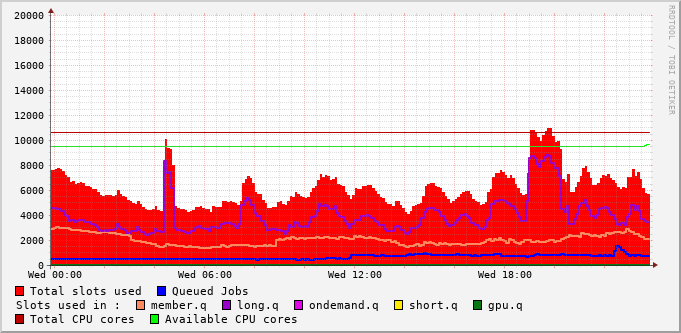 20000
18000
16000
14000
12000
10000
8000
6000
4000
2000
0
Wed 00:00 Wed 06:00 Wed 12:00 Wed 18:00
Total slots used Queued Jobs
Slots used in : member.q long.q ondemand.q short.q gpu.q
Total CPU cores Available CPU cores
RRDTOOL / TOBI OETIKER